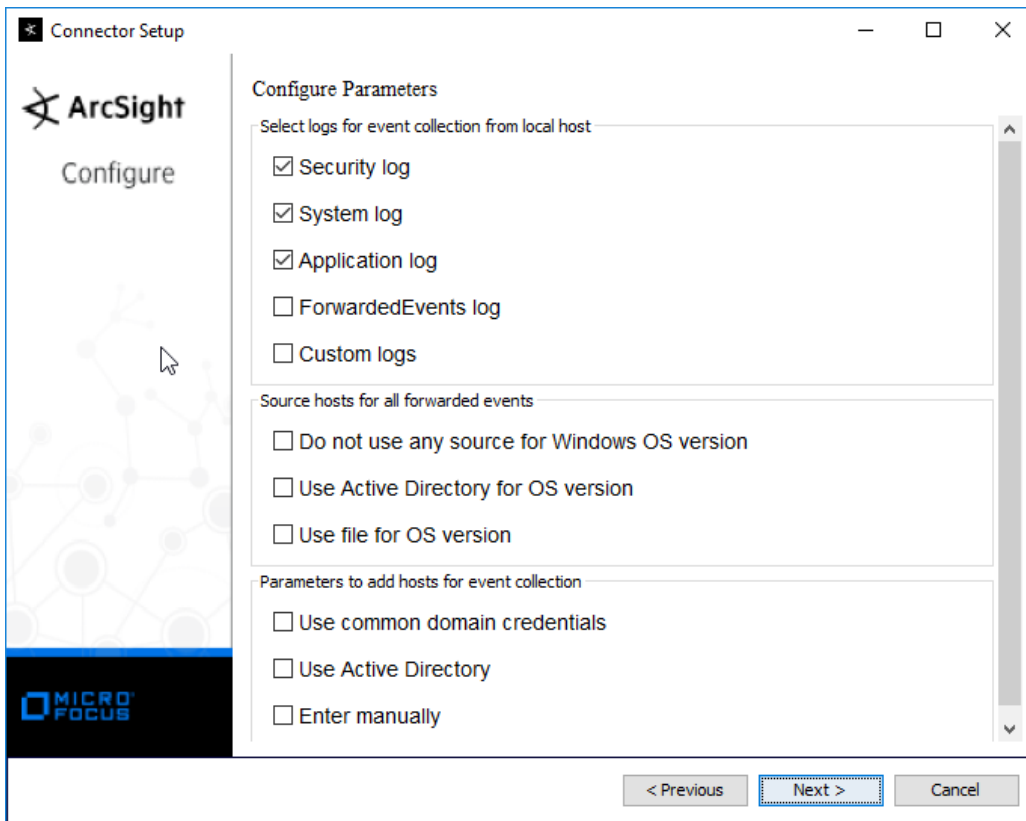 Connector Setup
ArcSight
Configure
Configure Parameters
Select logs for event collection from local host
Security log
System log
Application log
ForwardedEvents log
Custom logs
Source hosts for all forwarded events
Do not use any source for Windows OS version
Use Active Directory for OS version
Use file for OS version
Parameters to add hosts for event collection
Use common domain credentials
Use Active Directory
Enter manually
MICRO
FOCUS
< Previous
Next >
Cancel